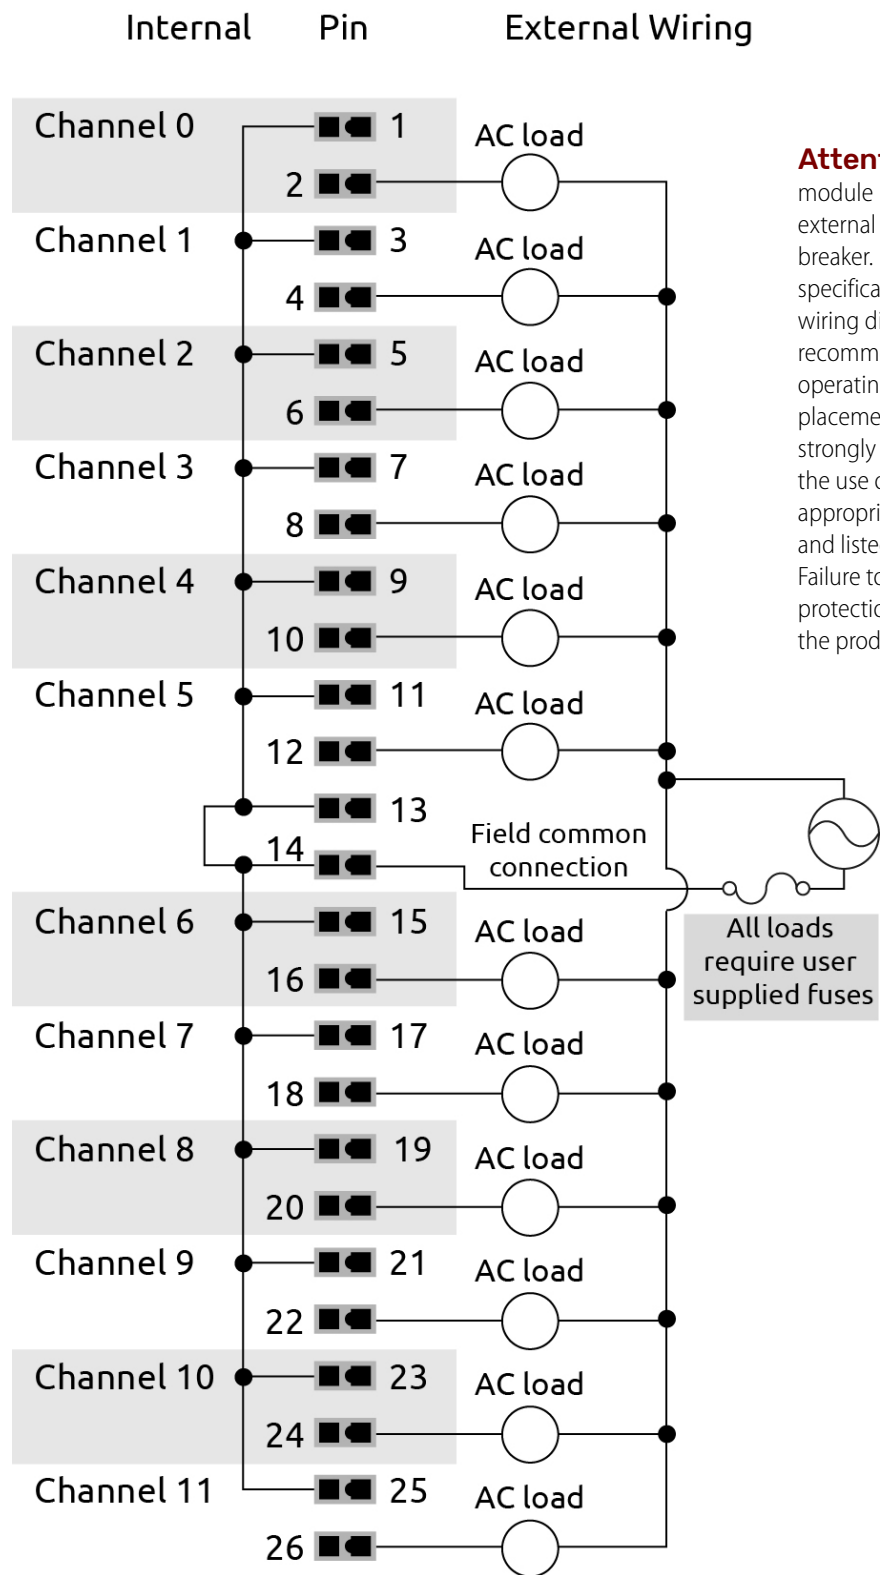 Internal Pin External Wiring
Channel 0 1 AC load
2
Channel 1 3 AC load
4
Channel 2 5 AC load
6
Channel 3 7 AC load
8
Channel 4 9 AC load
10
Channel 5 11 AC load
12
13
14 Field common
connection
Channel 6 15 AC load
16
Channel 7 17 AC load
18
Channel 8 19 AC load
20
Channel 9 21 AC load
22
Channel 10 23 AC load
24
Channel 11 25 AC load
26
All loads
require user
supplied fuses
module
external
breaker.
wiring
strongly
the use
and
Failure
the